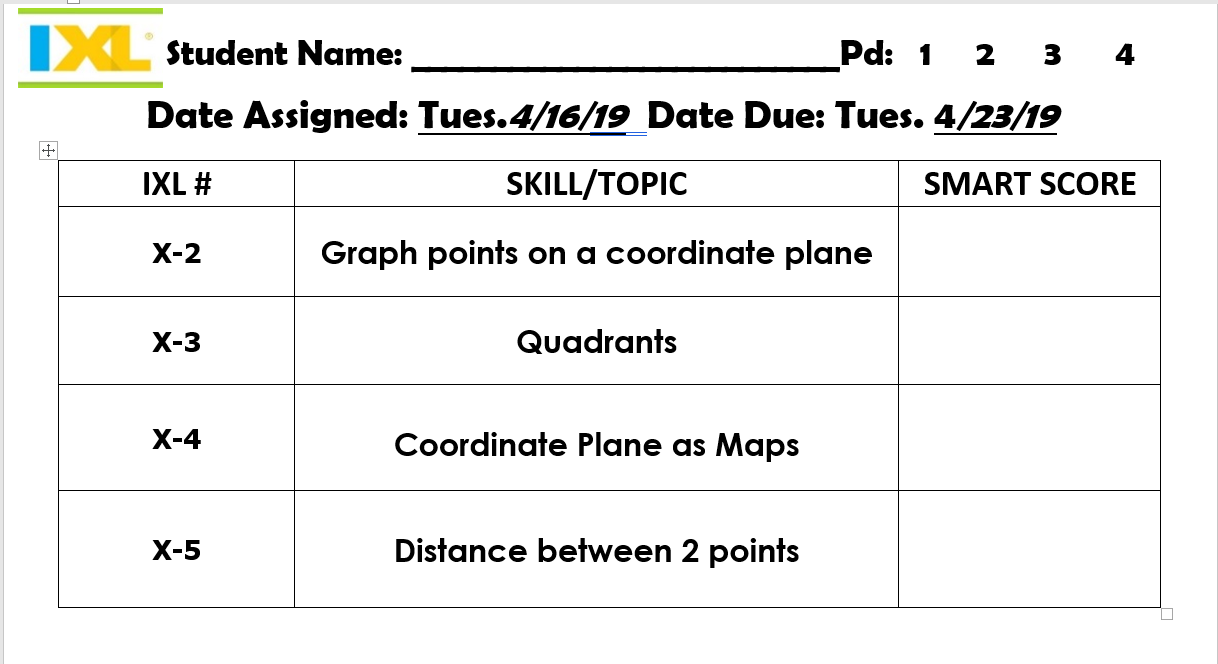 IXL® Student Name: __________________________Pd: 1 2 3 4
Date Assigned: Tues.4/16/19 Date Due: Tues. 4/23/19
IXL # SKILL/TOPIC SMART SCORE
X-2 Graph points on a coordinate plane
X-3 Quadrants
X-4 Coordinate Plane as Maps
X-5 Distance between 2 points